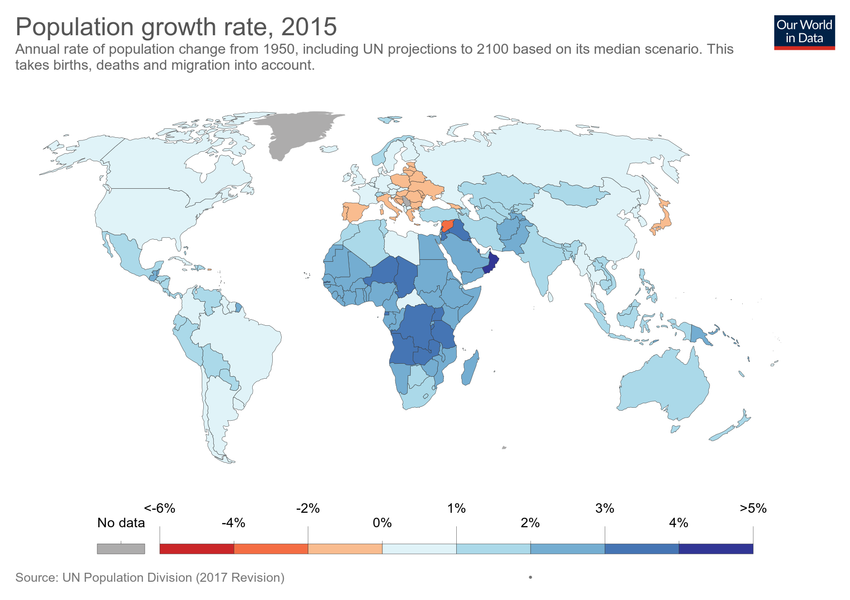 Population growth rate, 2015
Our World
in Data
Annual rate of population change from 1950, including UN projections to 2100 based on its median scenario. This
takes births, deaths and migration into account.
<-6% -2% 1% 3% >5%
No data -4% 0% 2% 4%
Source: UN Population Division (2017 Revision)